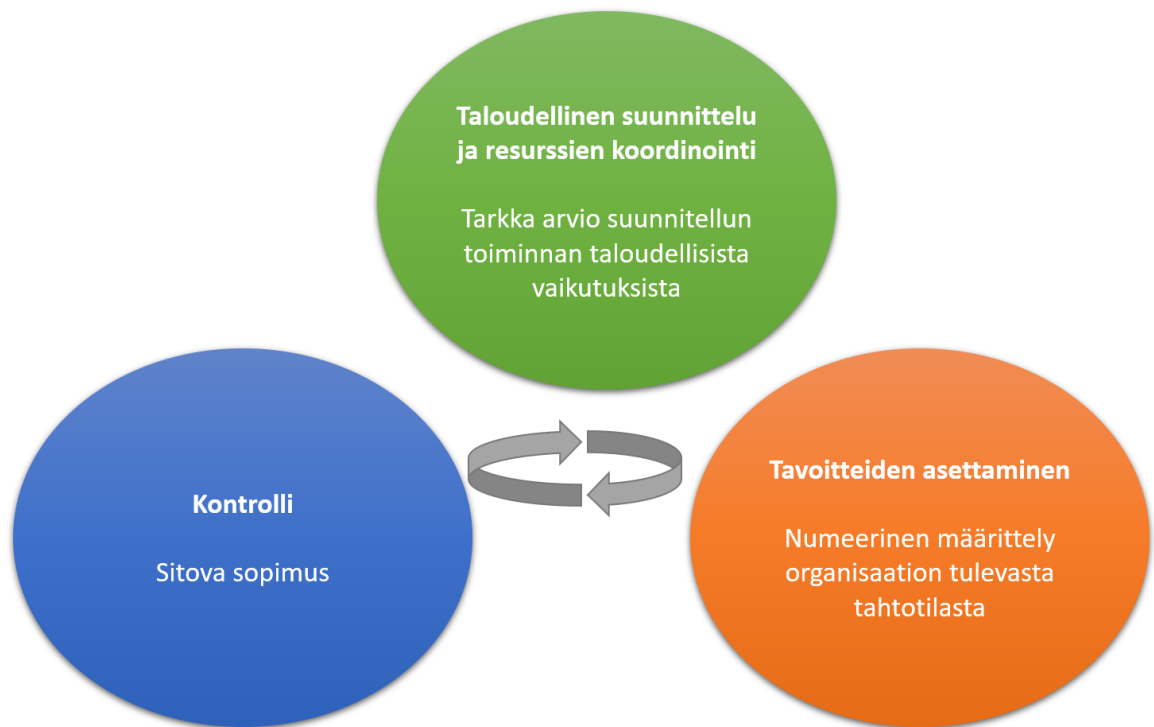 Taloudellinen suunnittelu
ja resurssien koordinointi
Tarkka arvio suunnitellun
toiminnan taloudellisista
vaikutuksista
Kontrolli
Sitova sopimus
Tavoitteiden asettaminen
Numeerinen määrittely
organisaation tulevasta
tahtotilasta